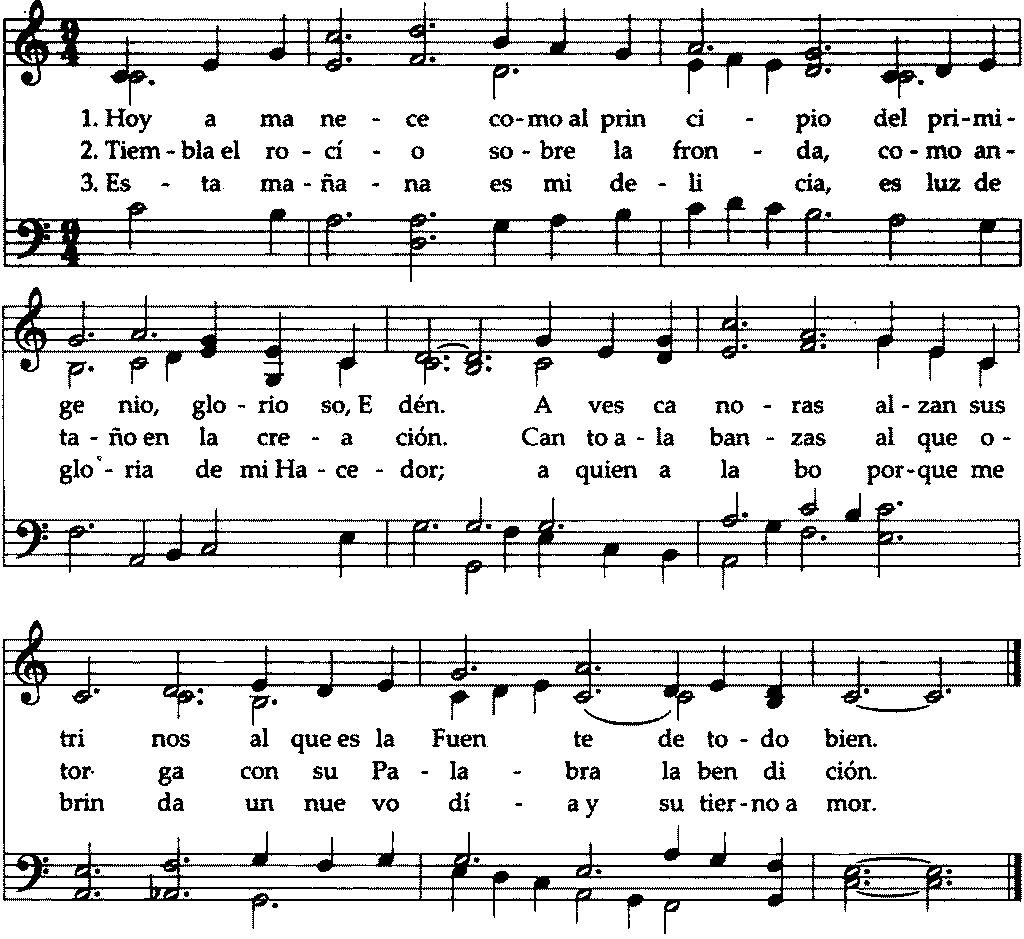 9/4
1. Hoy a ma ne - ce co-mo al prin ci - pio del pri-mi-
2. Tiem-bla el ro - cí - o so - bre la fron - da, co-mo an-
3. Es - ta ma-ña - na es mi de - li cia, es luz de
9/4
ge nio, glo - rio so, E dén. A ves ca no - ras al-zan sus
ta-ño en la cre - a ción. Can to a-la ban - zas al que o-
glo - ria de mi Ha-ce-dor; a quien a la bo por-que me
tri nos al que es la Fuen te de to-do bien.
tor ga con su Pa - la - bra la ben di ción.
brin da un nue vo dí - a y su tier-no a mor.